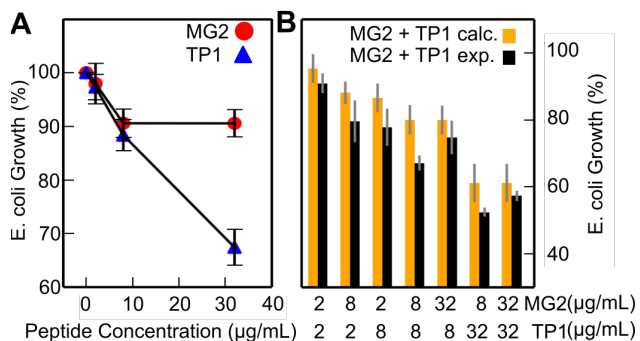 A
MG2
TP1
E. coli Growth (%)
100
90
80
70
60
0 10 20 30 40
Peptide Concentration (µg/mL)
B
MG2 + TP1 calc.
MG2 + TP1 exp.
E. coli Growth (%)
100
80
60
40
2 8 2 8 32 8 32 MG2(µg/mL)
2 2 8 8 8 32 32 TP1(µg/mL)